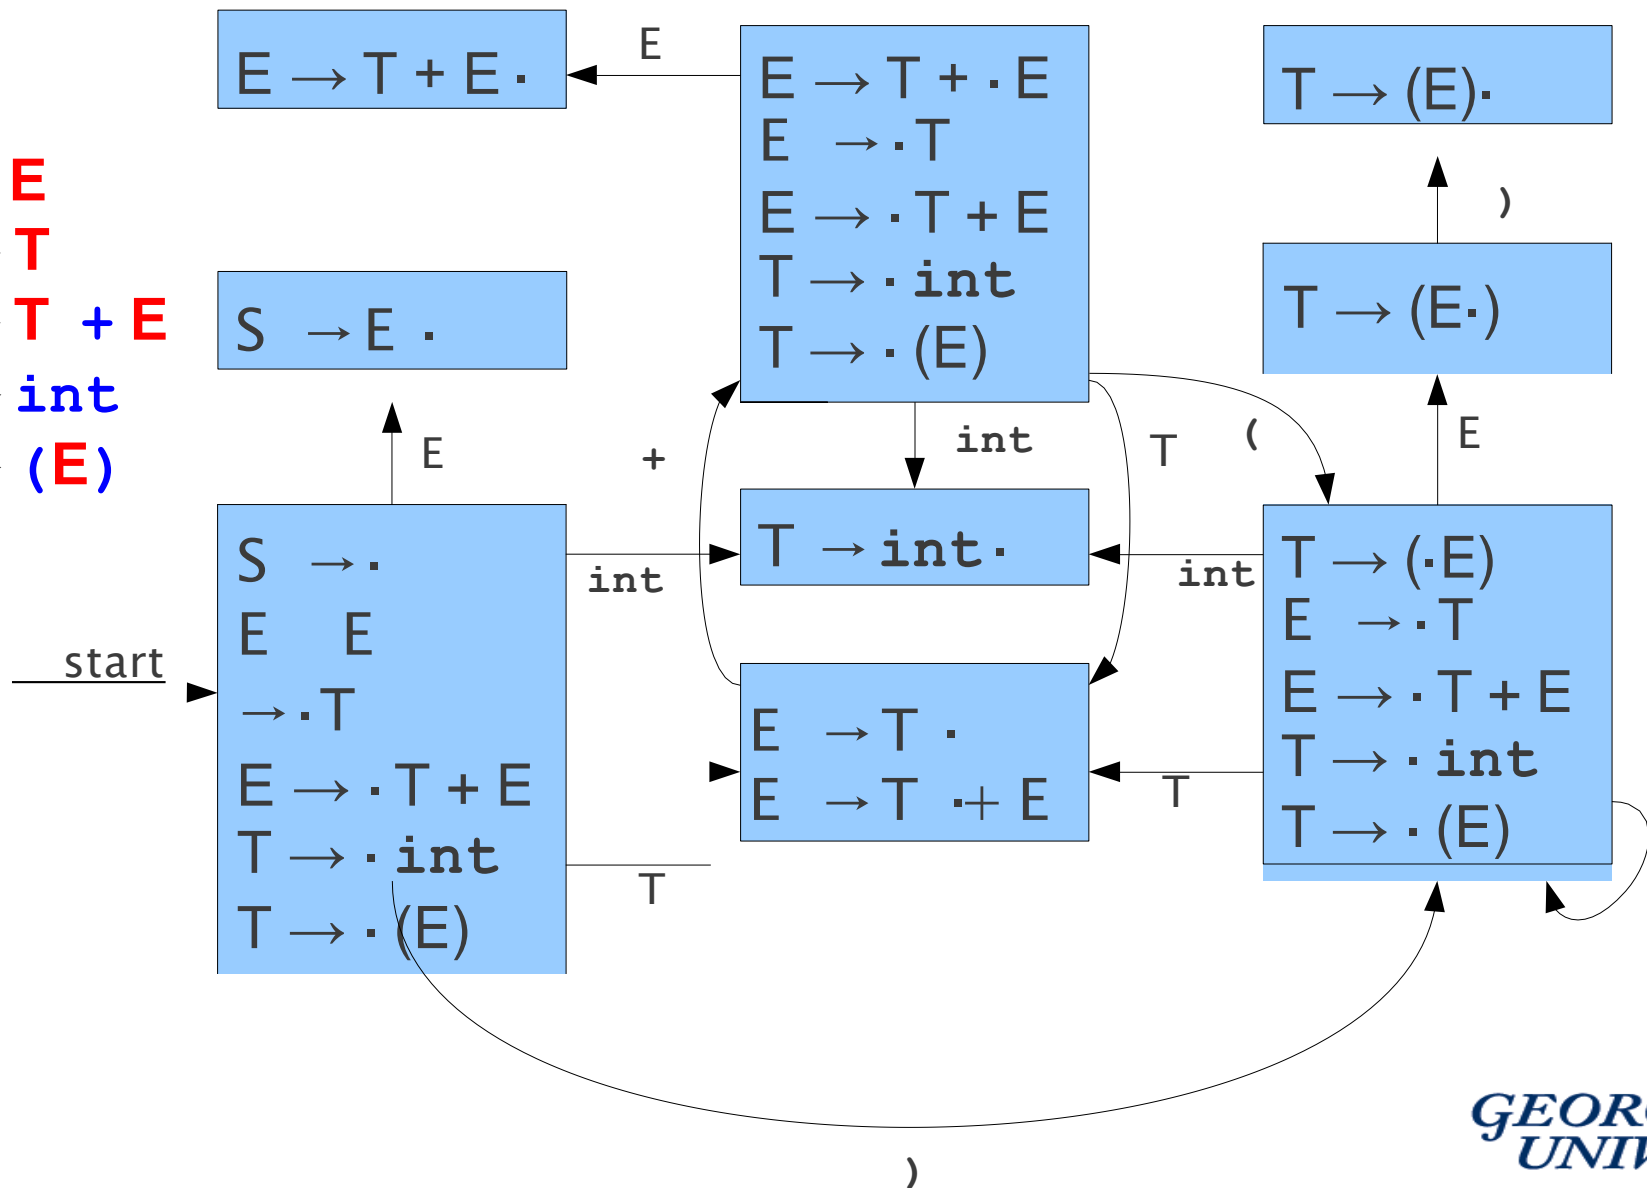 E
T
T + E
int
(E)
start
E → T + E ·
E
S → E ·
E
S → ·
E E
→ · T
E → · T + E
T → · int
T → · (E)
+
int
T
E → T + · E
E → · T
E → · T + E
T → · int
T → · (E)
int
T
(
T → int ·
int
E → T ·
E → T ·+ E
T
T → (E)·
)
T → (E·)
E
T → (·E)
E → · T
E → · T + E
T → · int
T → · (E)
)